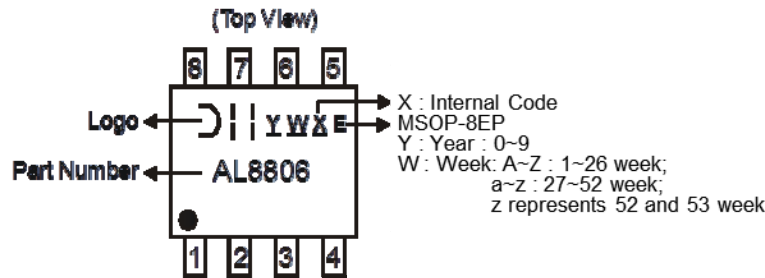 (Top View)
8 7 6 5
Logo
Y W X E
X : Internal Code
MSOP-8EP
Y : Year : 0~9
W : Week: A~Z : 1~26 week;
a~z : 27~52 week;
z represents 52 and 53 week
Part Number
AL8806
1 2 3 4